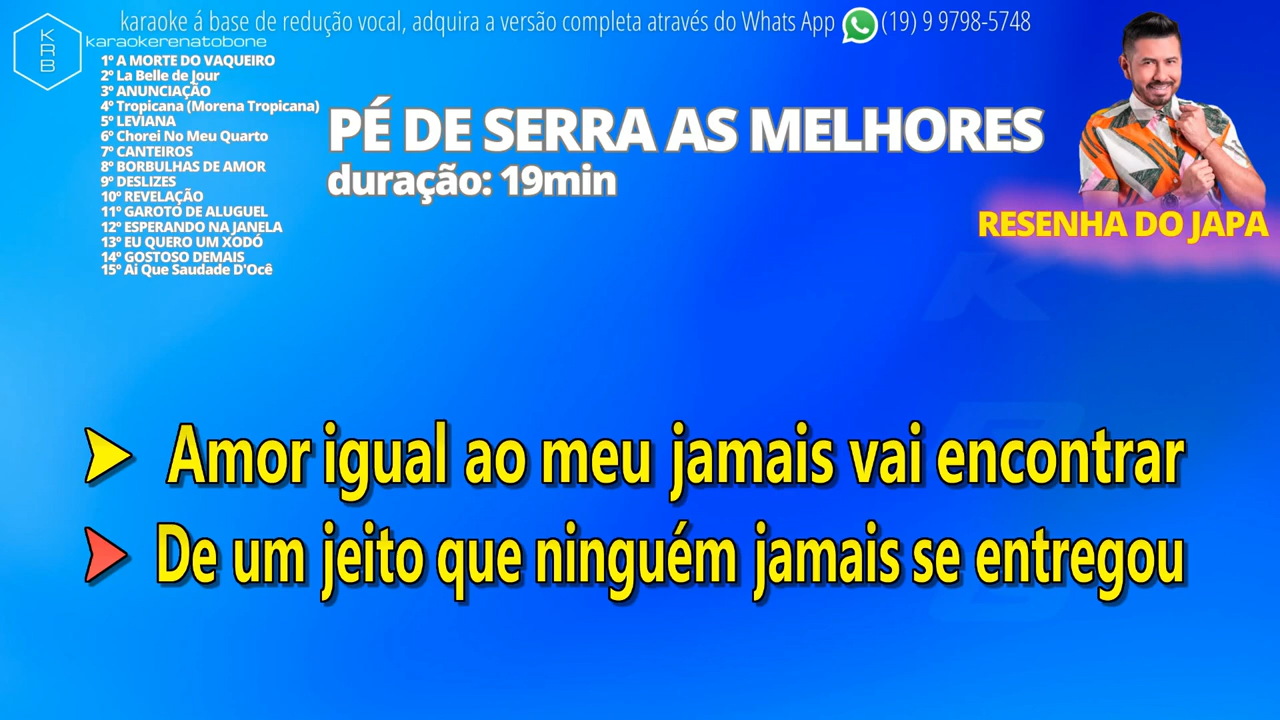 karaoke á base de redução vocal, adquira a versão completa através do Whats App (19) 9 9798-5748
K
R
B
karaokerenatobone
1º A MORTE DO VAQUEIRO
2º La Belle de Jour
3º ANUNCIAÇÃO
4º Tropicana (Morena Tropicana)
5º LEVIANA
6º Chorei No Meu Quarto
7º CANTEIROS
8º BORBULHAS DE AMOR
9º DESLIZES
10º REVELAÇÃO
11º GAROTO DE ALUGUEL
12º ESPERANDO NA JANELA
13º EU QUERO UM XODÓ
14º GOSTOSO DEMAIS
15º Ai Que Saudade D'Ocê
PÉ DE SERRA AS MELHORES
duração: 19min
RESENHA DO JAPA
Amor igual ao meu jamais vai encontrar
De um jeito que ninguém jamais se entregou